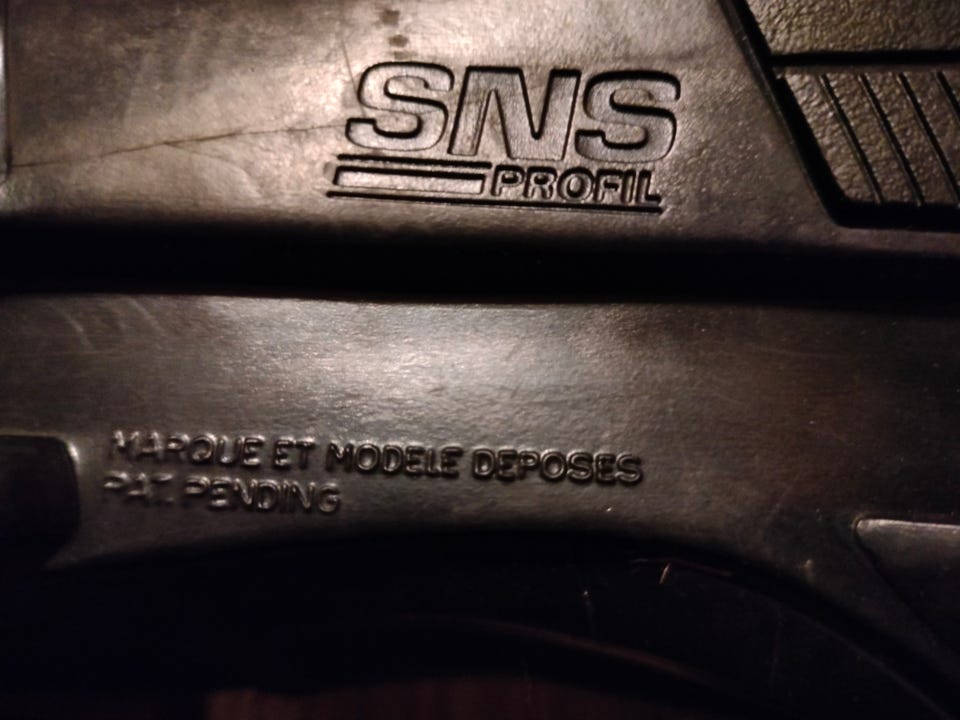 SNS
PROFIL
MARQUE ET MODELE DEPOSES
PAT. PENDING